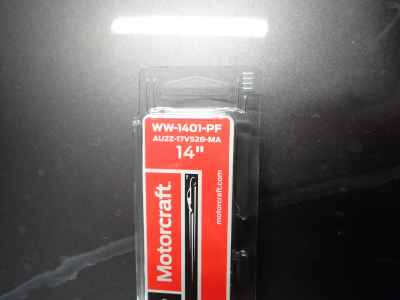 WW-1401-PF
AU2Z-17V528-MA
14"
Motorcraft
motorcraft.com